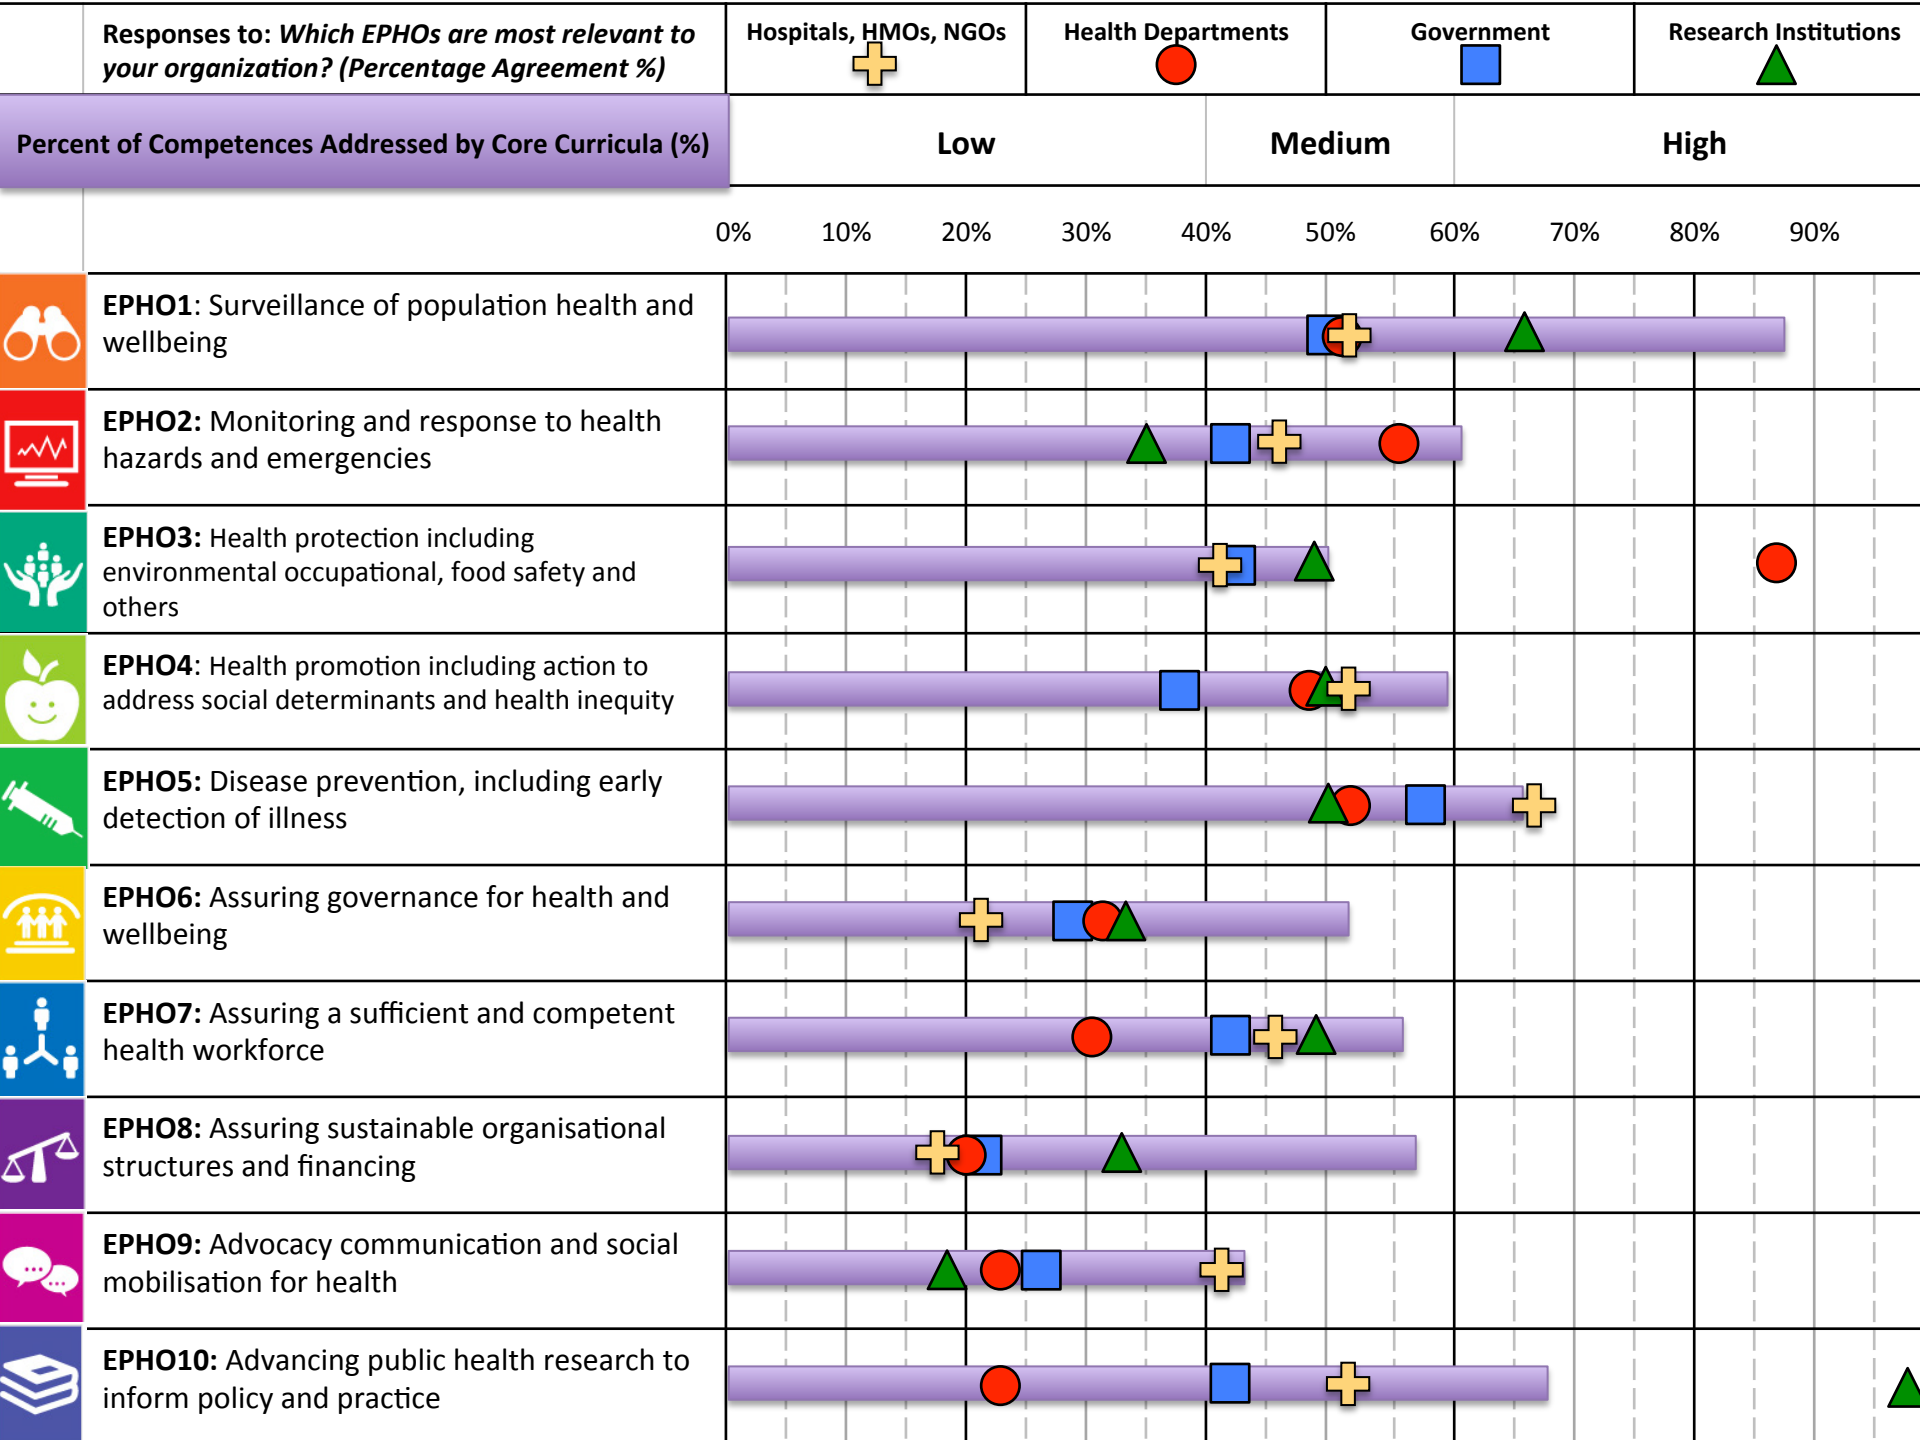 Responses to: Which EPHOs are most relevant to
your organization? (Percentage Agreement %)
Hospitals, HMOs, NGOs
Health Departments
Government
Research Institutions
Percent of Competences Addressed by Core Curricula (%)
Low
Medium
High
0% 10% 20% 30% 40% 50% 60% 70% 80% 90%
EPHO1: Surveillance of population health and
wellbeing
EPHO2: Monitoring and response to health
hazards and emergencies
EPHO3: Health protection including
environmental occupational, food safety and
others
EPHO4: Health promotion including action to
address social determinants and health inequity
EPHO5: Disease prevention, including early
detection of illness
EPHO6: Assuring governance for health and
wellbeing
EPHO7: Assuring a sufficient and competent
health workforce
EPHO8: Assuring sustainable organisational
structures and financing
EPHO9: Advocacy communication and social
mobilisation for health
EPHO10: Advancing public health research to
inform policy and practice